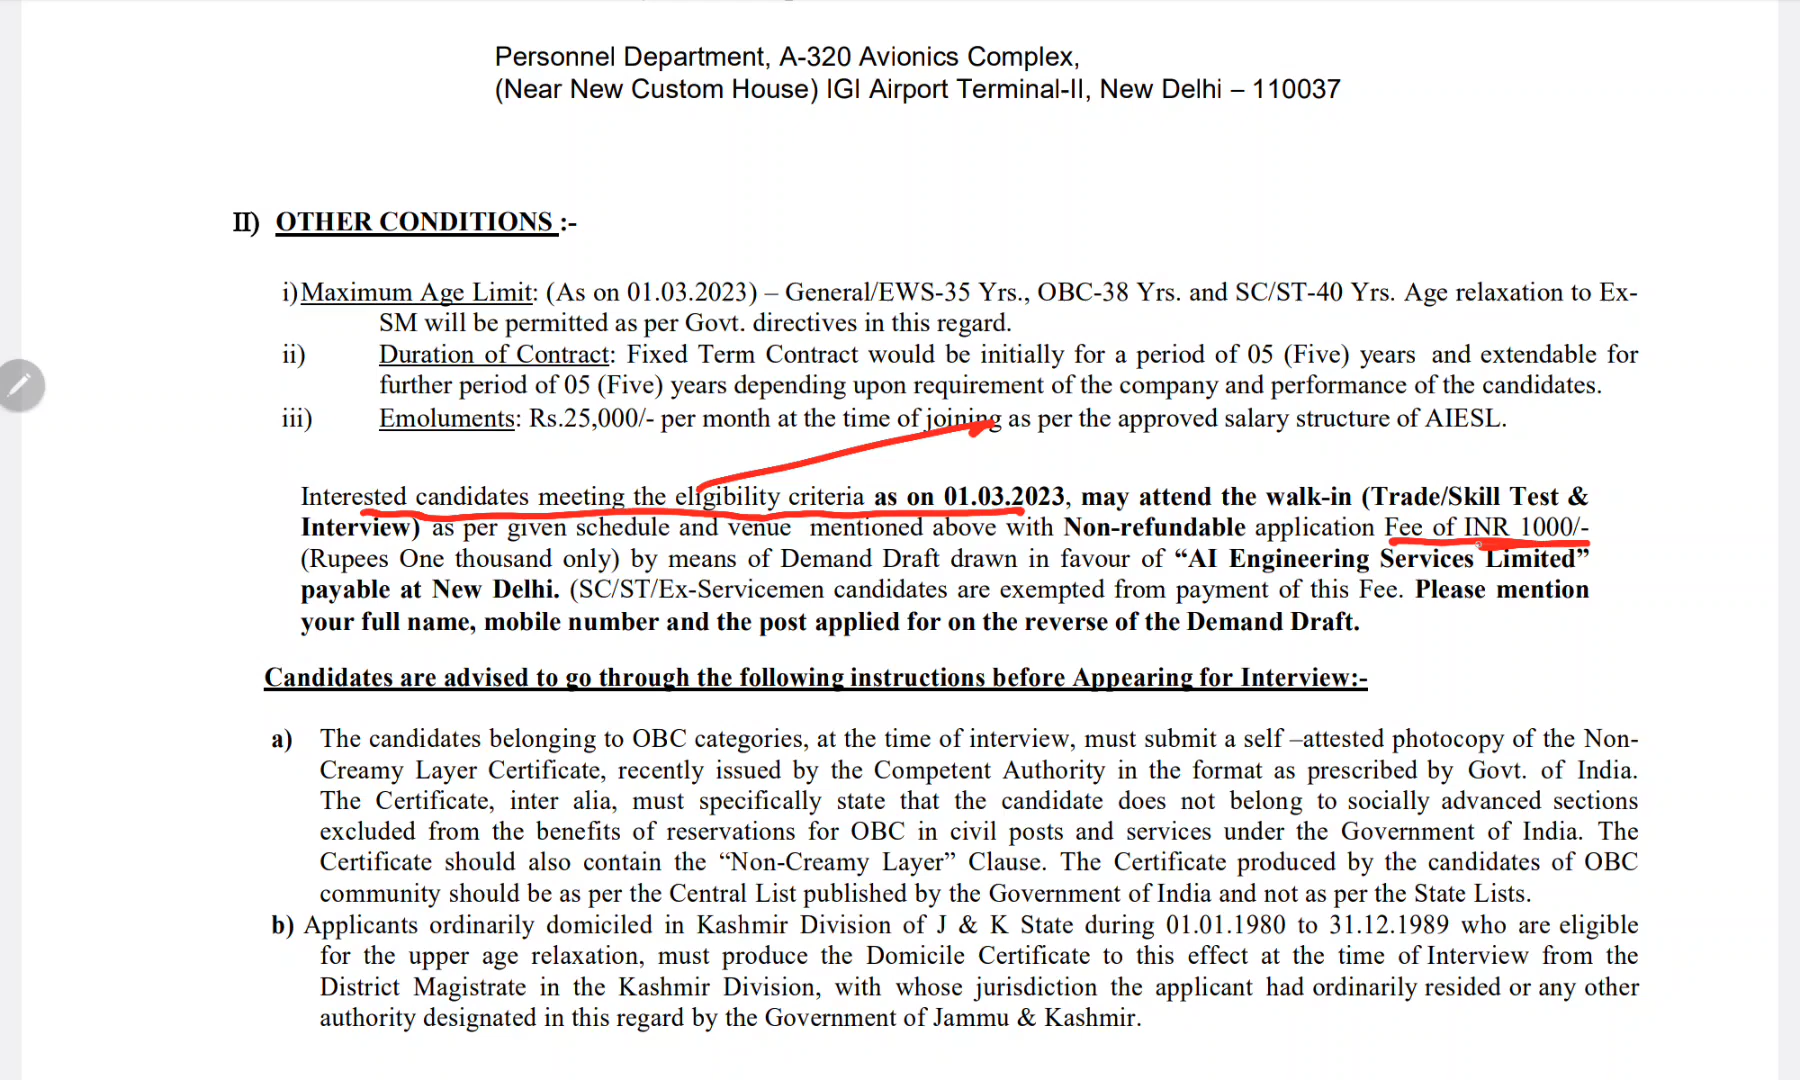 Personnel Department, A-320 Avionics Complex,
(Near New Custom House) IGI Airport Terminal-II, New Delhi – 110037
II) OTHER CONDITIONS :-
i)Maximum Age Limit: (As on 01.03.2023) – General/EWS-35 Yrs., OBC-38 Yrs. and SC/ST-40 Yrs. Age relaxation to Ex-
SM will be permitted as per Govt. directives in this regard.
ii) Duration of Contract: Fixed Term Contract would be initially for a period of 05 (Five) years and extendable for
further period of 05 (Five) years depending upon requirement of the company and performance of the candidates.
iii) Emoluments: Rs.25,000/- per month at the time of joining as per the approved salary structure of AIESL.
Interested candidates meeting the eligibility criteria as on 01.03.2023, may attend the walk-in (Trade/Skill Test &
Interview) as per given schedule and venue mentioned above with Non-refundable application Fee of INR 1000/-
(Rupees One thousand only) by means of Demand Draft drawn in favour of “AI Engineering Services Limited”
payable at New Delhi. (SC/ST/Ex-Servicemen candidates are exempted from payment of this Fee. Please mention
your full name, mobile number and the post applied for on the reverse of the Demand Draft.
Candidates are advised to go through the following instructions before Appearing for Interview:-
a) The candidates belonging to OBC categories, at the time of interview, must submit a self –attested photocopy of the Non-
Creamy Layer Certificate, recently issued by the Competent Authority in the format as prescribed by Govt. of India.
The Certificate, inter alia, must specifically state that the candidate does not belong to socially advanced sections
excluded from the benefits of reservations for OBC in civil posts and services under the Government of India. The
Certificate should also contain the “Non-Creamy Layer” Clause. The Certificate produced by the candidates of OBC
community should be as per the Central List published by the Government of India and not as per the State Lists.
b) Applicants ordinarily domiciled in Kashmir Division of J & K State during 01.01.1980 to 31.12.1989 who are eligible
for the upper age relaxation, must produce the Domicile Certificate to this effect at the time of Interview from the
District Magistrate in the Kashmir Division, with whose jurisdiction the applicant had ordinarily resided or any other
authority designated in this regard by the Government of Jammu & Kashmir.